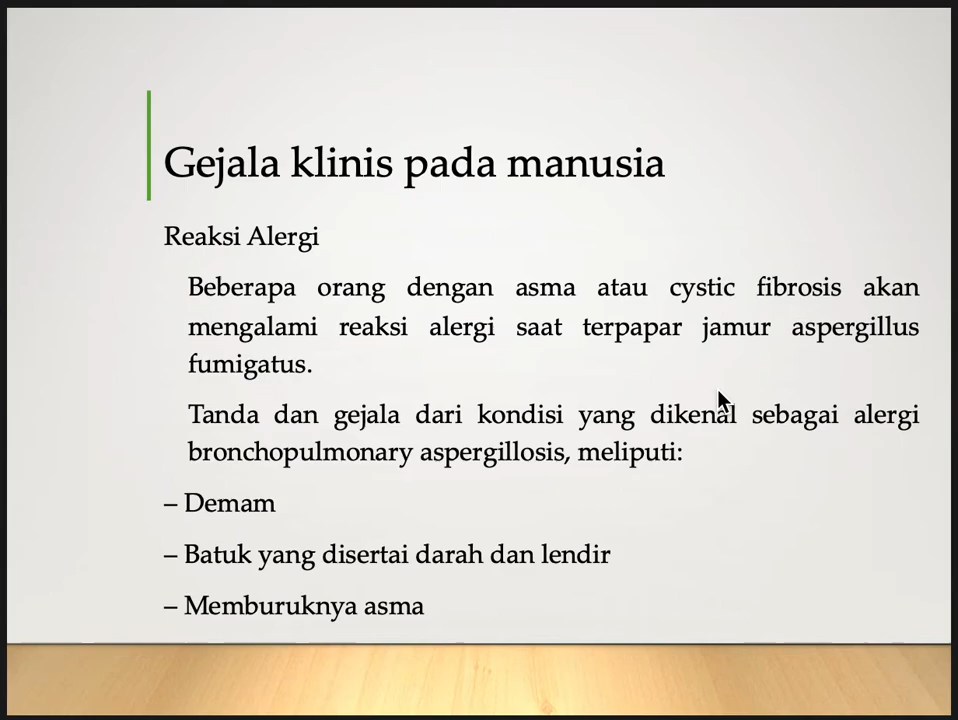 Gejala klinis pada manusia
Reaksi Alergi
Beberapa orang dengan asma atau cystic fibrosis akan
mengalami reaksi alergi saat terpapar jamur aspergillus
fumigatus.
Tanda dan gejala dari kondisi yang dikenal sebagai alergi
bronchopulmonary aspergillosis, meliputi:
– Demam
– Batuk yang disertai darah dan lendir
– Memburuknya asma